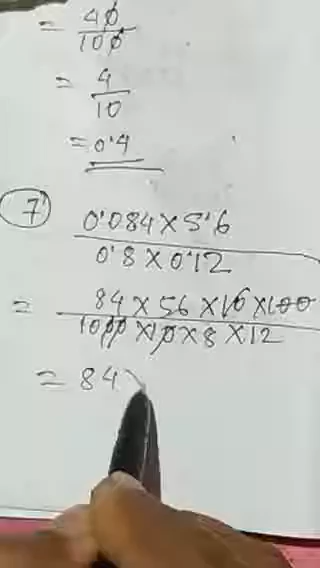 = 40/100
= 4/10
= 0.4
7 0.084 × 5.6 / 0.8 × 0.12
= 84 × 56 × 10 × 100 / 1000 × 10 × 8 × 12
= 84 ×